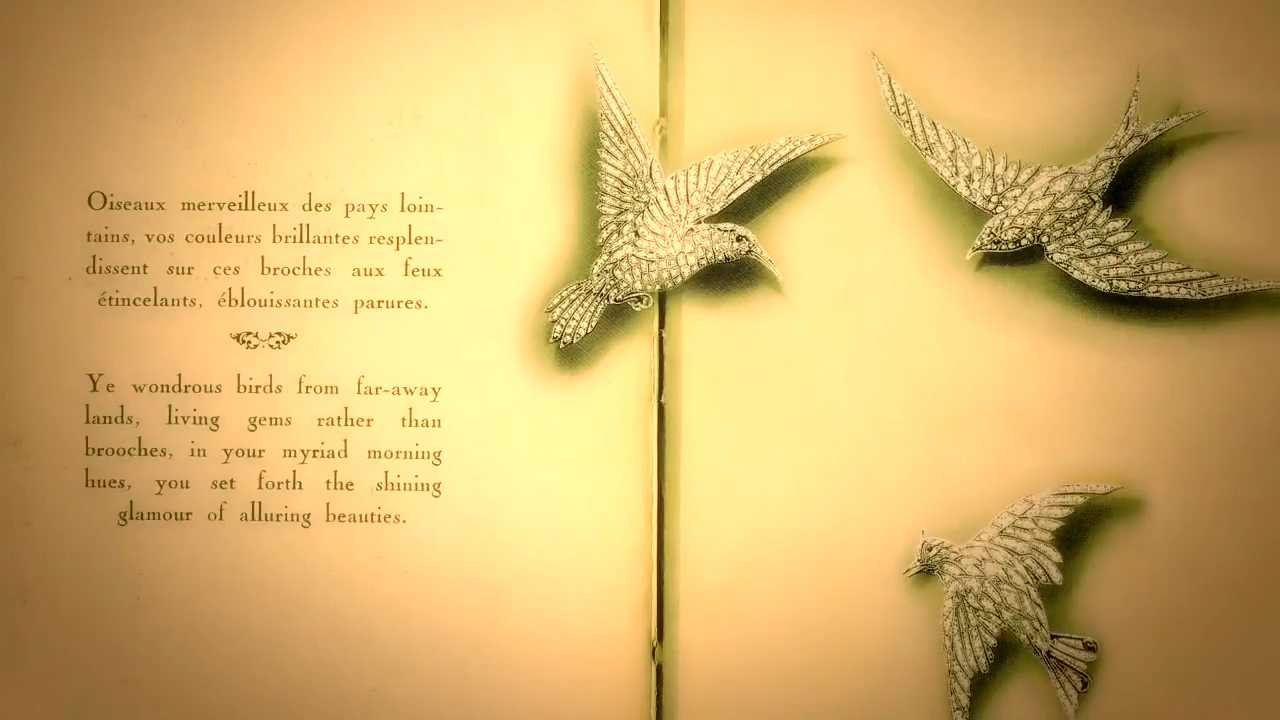 Oiseaux merveilleux des pays loin-
tains, vos couleurs brillantes resplen-
dissent sur ces broches aux feux
étincelants, éblouissantes parures.
Ye wondrous birds from far-away
lands, living gems rather than
brooches, in your myriad morning
hues, you set forth the shining
glamour of alluring beauties.